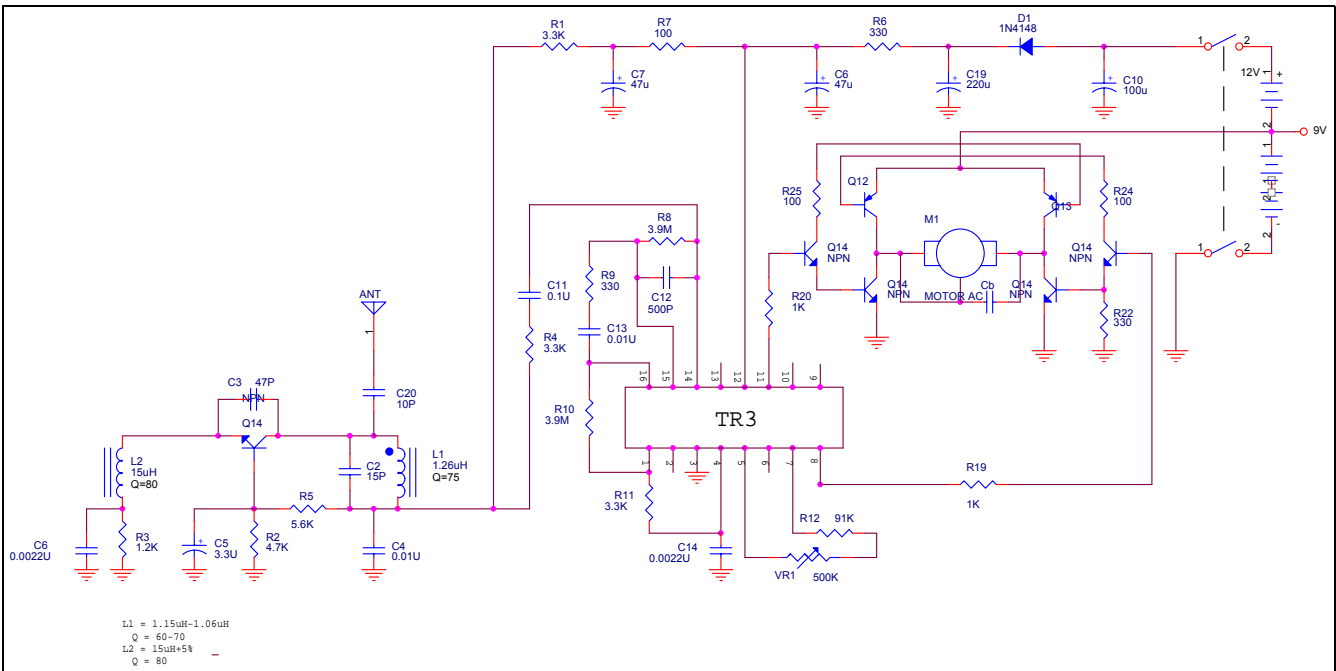 R1
3.3K
R7
100
R6
330
D1
1N4148
C7
47u
C6
47u
C19
220u
C10
100u
1
2
12V
1
+
2
9V
1
1
2
-
2
1
2
R25
100
Q12
Q13
R24
100
M1
Q14
NPN
Q14
NPN
Q14
NPN
Q14
NPN
MOTOR AC
Cb
R20
1K
R22
330
R8
3.9M
R9
330
C12
500P
C11
0.1U
R4
3.3K
C13
0.01U
ANT
1
C20
10P
C3
47P
NPN
Q14
L2
15uH
Q=80
C2
15P
L1
1.26uH
Q=75
R5
5.6K
C6
0.0022U
R3
1.2K
C5
3.3U
R2
4.7K
C4
0.01U
R10
3.9M
16
15
14
13
12
11
10
9
TR3
1
2
3
4
5
6
7
8
R11
3.3K
C14
0.0022U
R12
91K
VR1
500K
R19
1K
L1 = 1.15uH-1.06uH
Q = 60-70
L2 = 15uH+5%
Q = 80